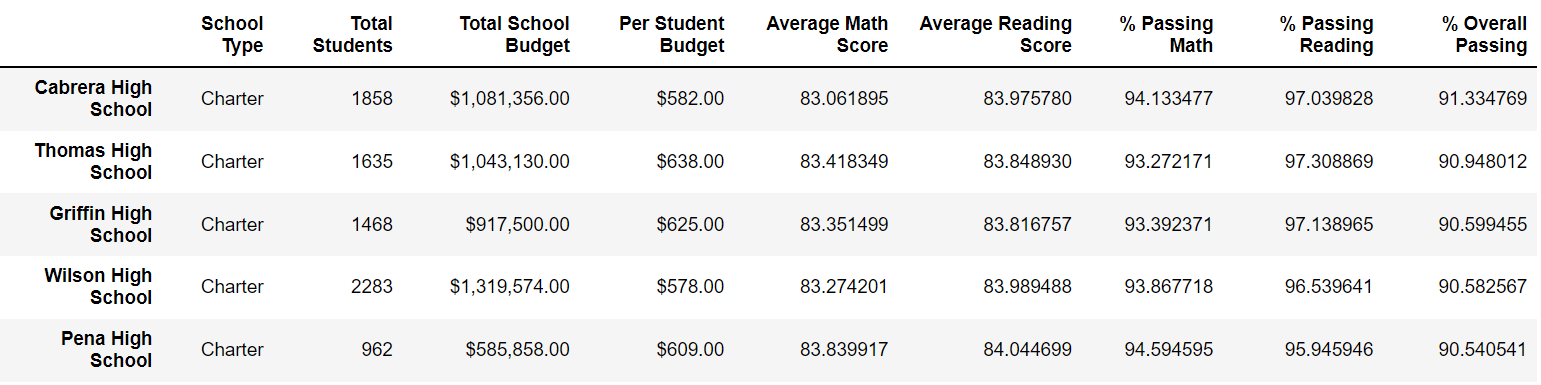 School Type Total Students Total School Budget Per Student Budget Average Math Score Average Reading Score % Passing Math % Passing Reading % Overall Passing
Cabrera High School Charter 1858 $1,081,356.00 $582.00 83.061895 83.975780 94.133477 97.039828 91.334769
Thomas High School Charter 1635 $1,043,130.00 $638.00 83.418349 83.848930 93.272171 97.308869 90.948012
Griffin High School Charter 1468 $917,500.00 $625.00 83.351499 83.816757 93.392371 97.138965 90.599455
Wilson High School Charter 2283 $1,319,574.00 $578.00 83.274201 83.989488 93.867718 96.539641 90.582567
Pena High School Charter 962 $585,858.00 $609.00 83.839917 84.044699 94.594595 95.945946 90.540541